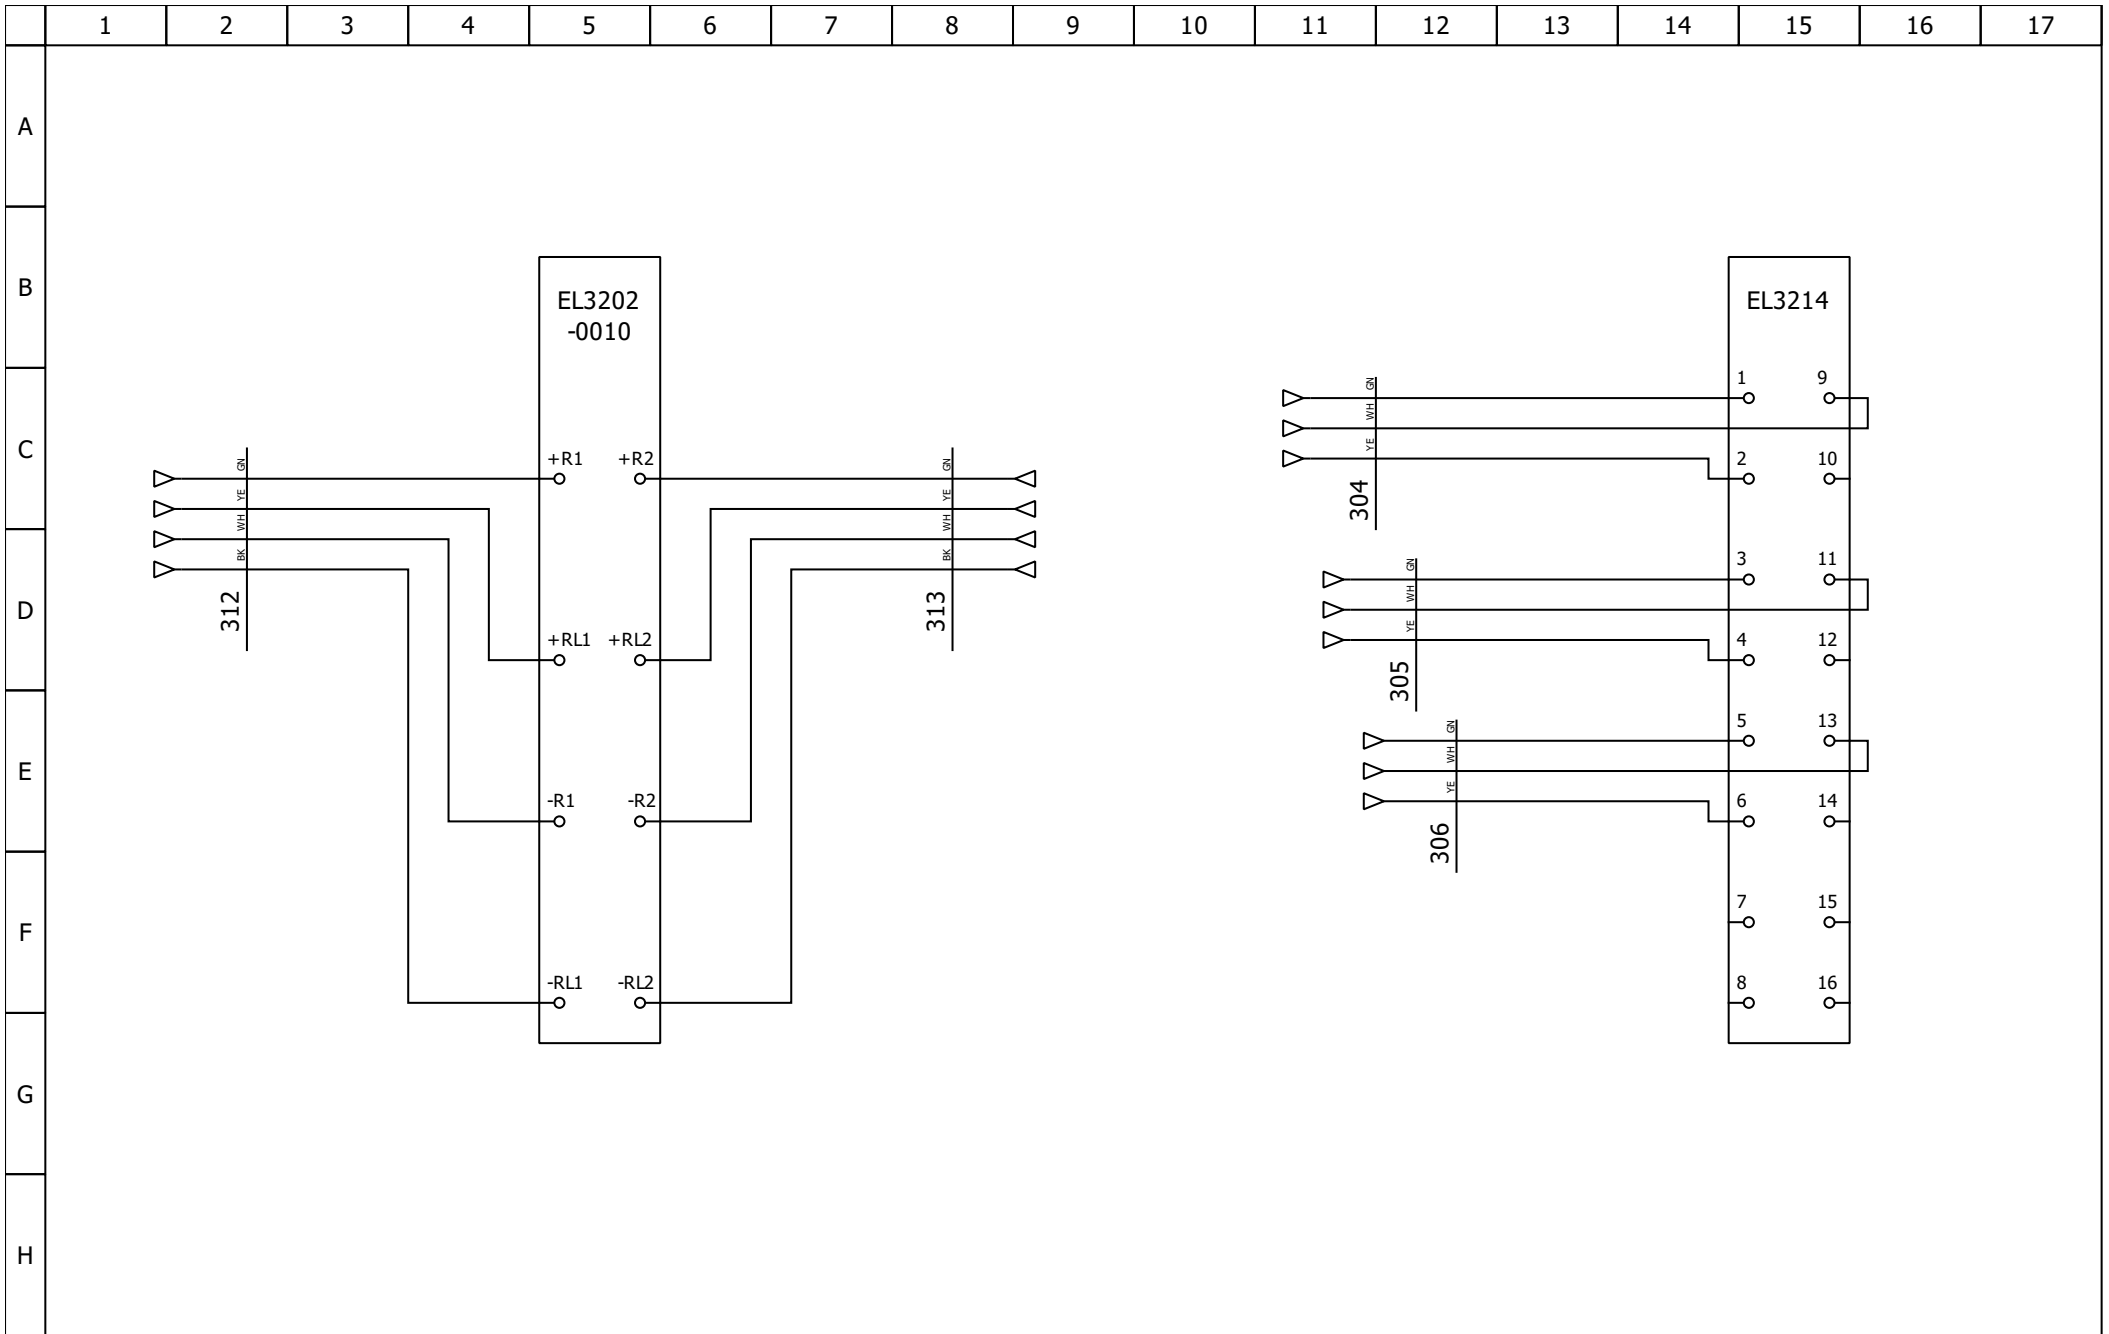 1 2 3 4 5 6 7 8 9 10 11 12 13 14 15 16 17
A
B
C
D
E
F
G
H
EL3202
-0010
+R1 +R2
+RL1 +RL2
-R1 -R2
-RL1 -RL2
GN
YE
WH
BK
312
GN
YE
WH
BK
313
EL3214
1 9
2 10
3 11
4 12
5 13
6 14
7 15
8 16
GN
WH
YE
304
GN
WH
YE
305
GN
WH
YE
306